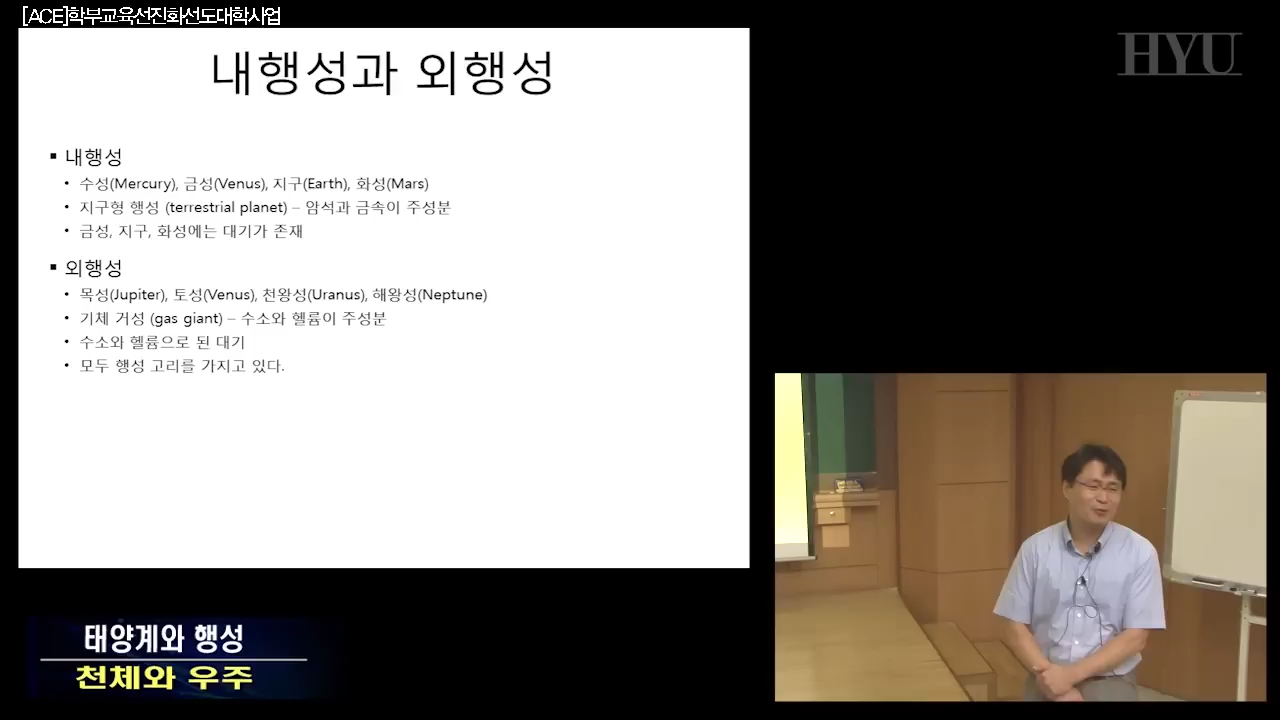 [ACE]학부교육선진화선도대학사업
HYU
내행성과 외행성
▪ 내행성
• 수성(Mercury), 금성(Venus), 지구(Earth), 화성(Mars)
• 지구형 행성 (terrestrial planet) – 암석과 금속이 주성분
• 금성, 지구, 화성에는 대기가 존재
▪ 외행성
• 목성(Jupiter), 토성(Venus), 천왕성(Uranus), 해왕성(Neptune)
• 기체 거성 (gas giant) – 수소와 헬륨이 주성분
• 수소와 헬륨으로 된 대기
• 모두 행성 고리를 가지고 있다.
태양계와 행성
천체와 우주